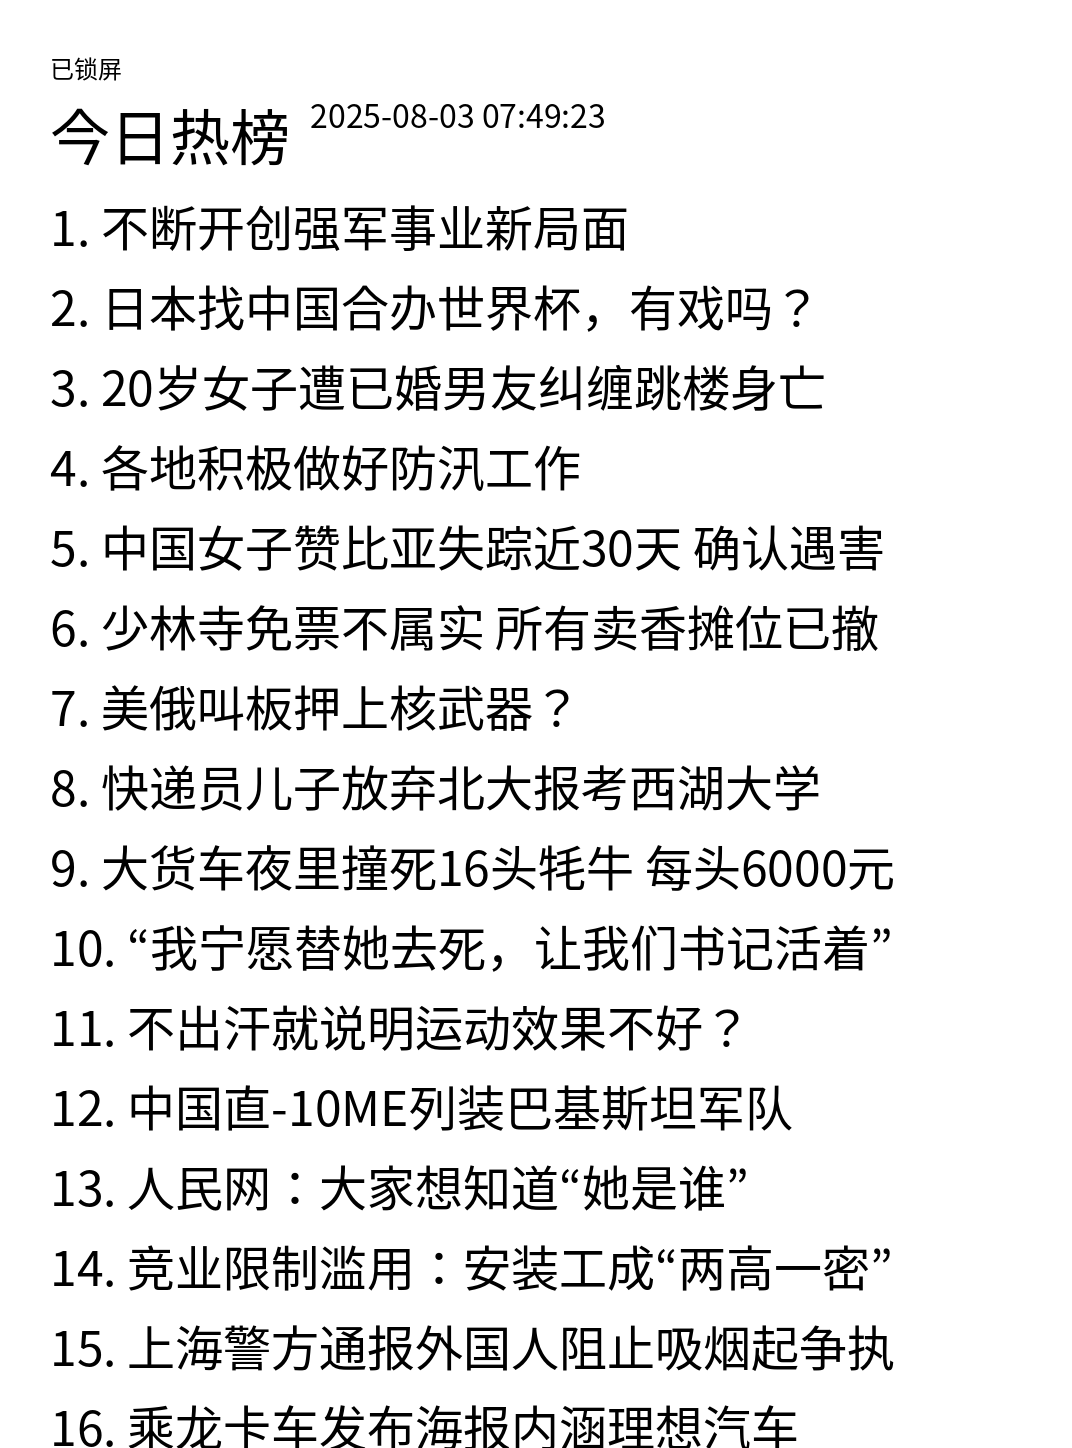 已锁屏
今日热榜 2025-08-03 07:49:23
1. 不断开创强军事业新局面
2. 日本找中国合办世界杯，有戏吗？
3. 20岁女子遭已婚男友纠缠跳楼身亡
4. 各地积极做好防汛工作
5. 中国女子赞比亚失踪近30天 确认遇害
6. 少林寺免票不属实 所有卖香摊位已撤
7. 美俄叫板押上核武器？
8. 快递员儿子放弃北大报考西湖大学
9. 大货车夜里撞死16头牦牛 每头6000元
10. “我宁愿替她去死，让我们书记活着”
11. 不出汗就说明运动效果不好？
12. 中国直-10ME列装巴基斯坦军队
13. 人民网：大家想知道“她是谁”
14. 竞业限制滥用：安装工成“两高一密”
15. 上海警方通报外国人阻止吸烟起争执
16. 乘龙卡车发布海报内涵理想汽车